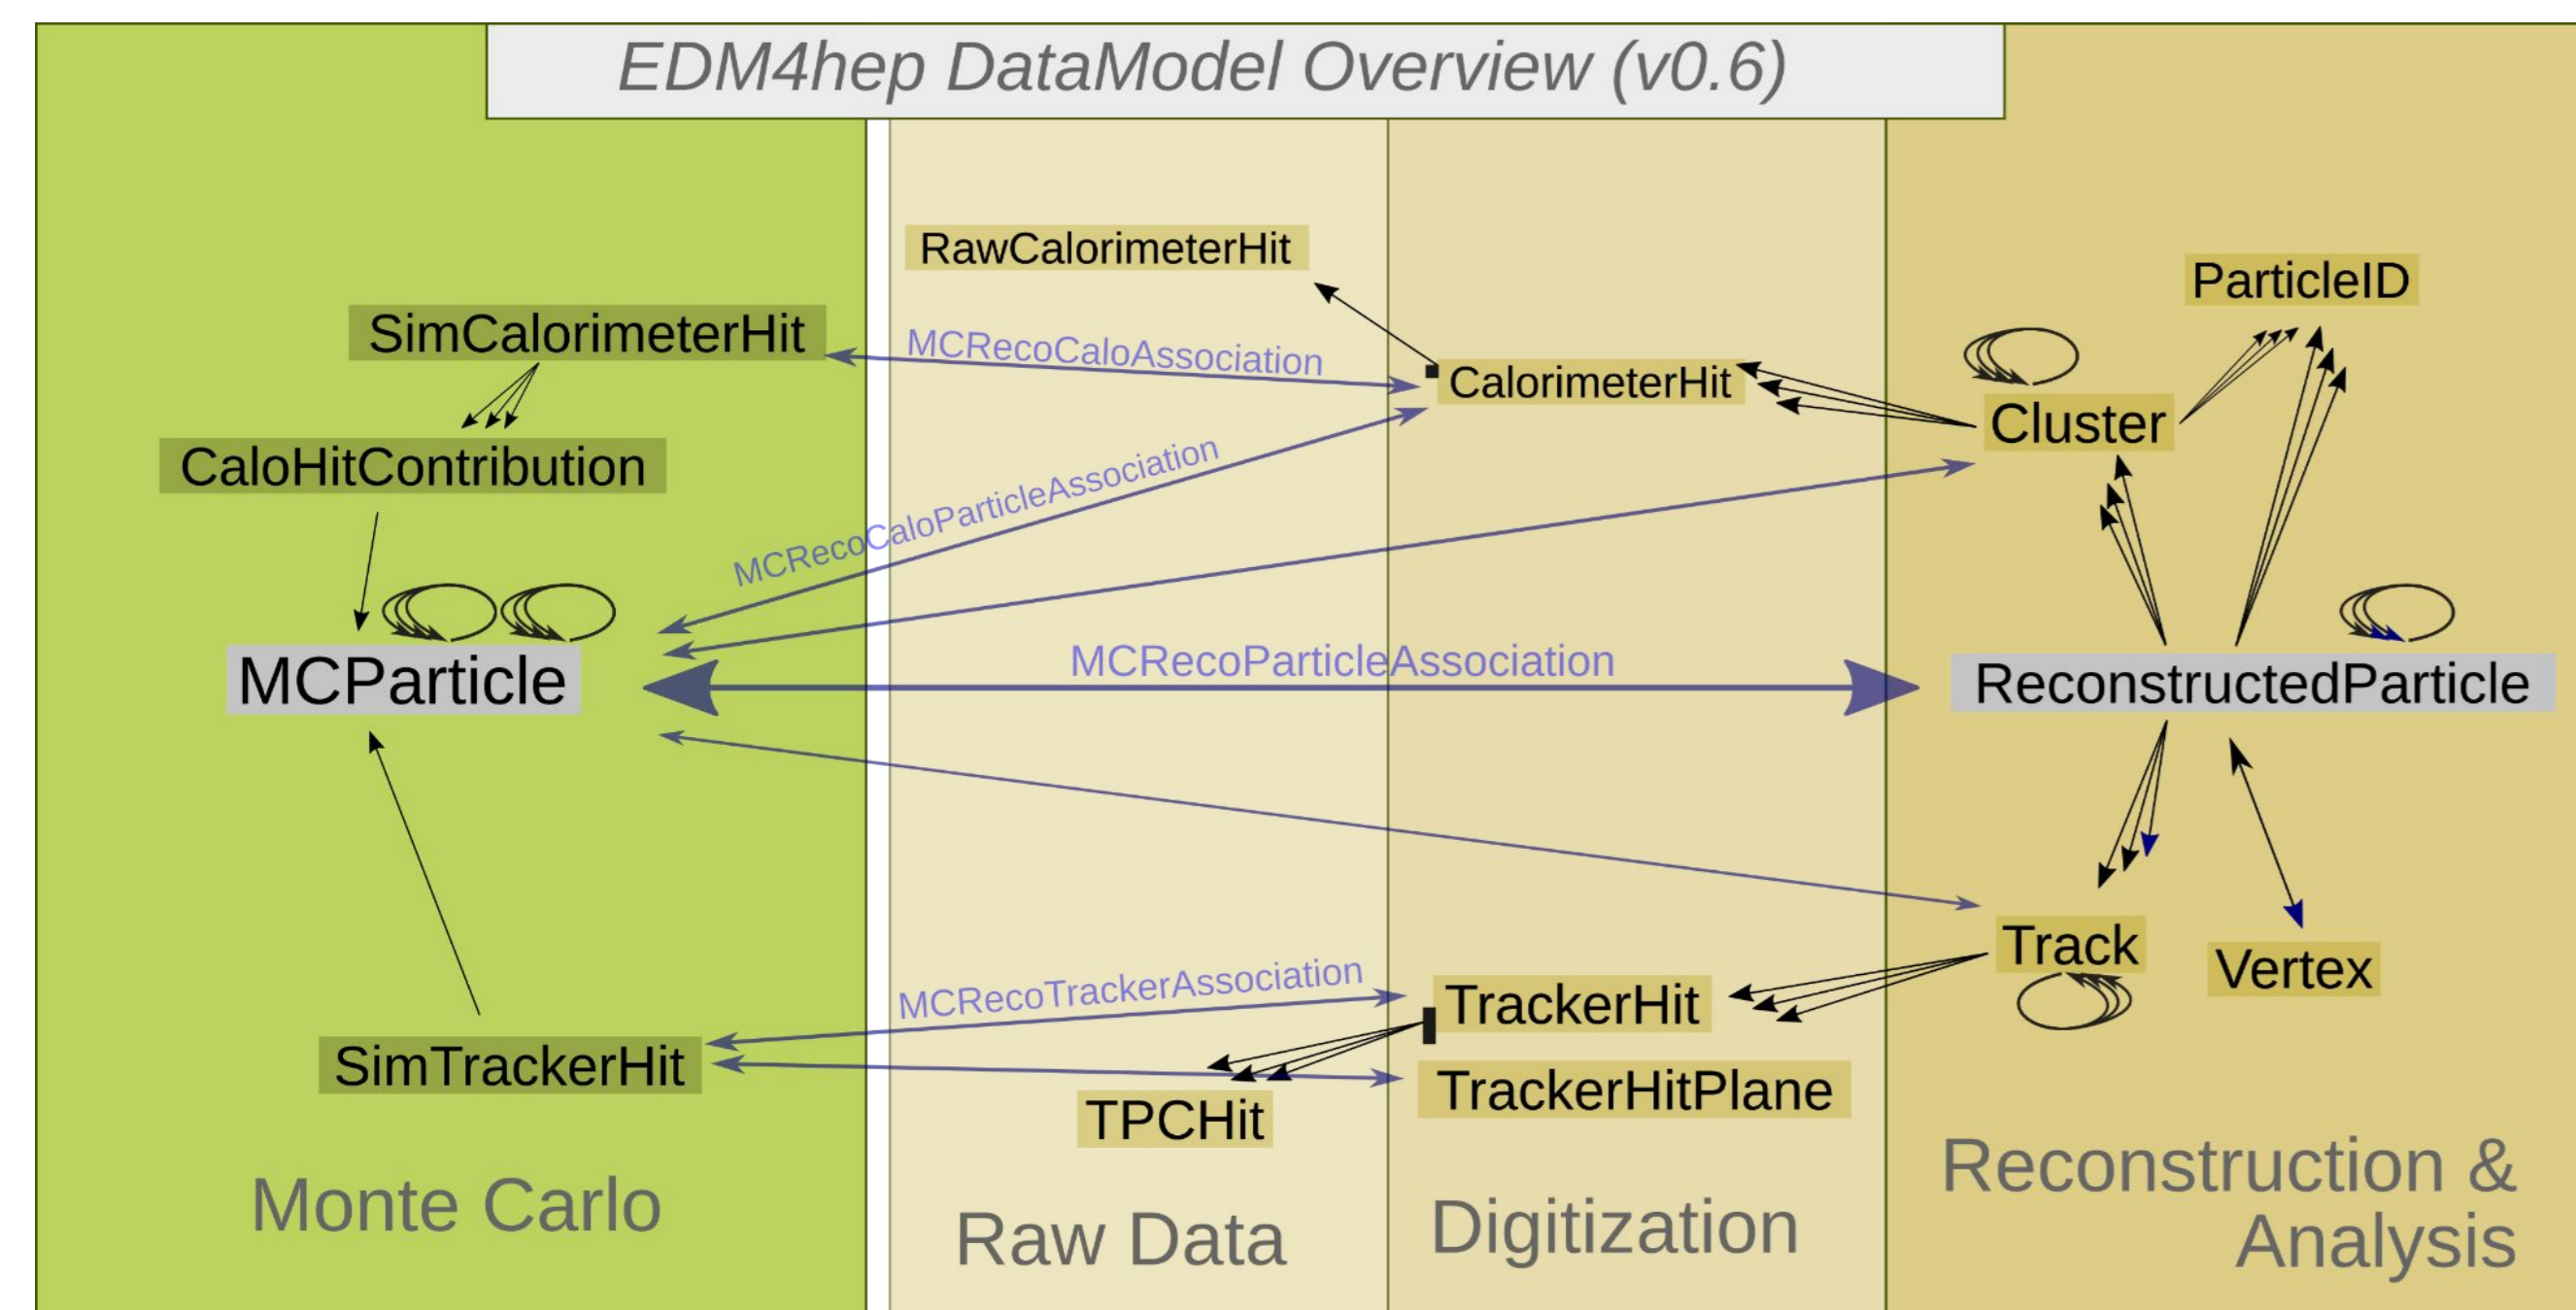 EDM4hep DataModel Overview (v0.6)
RawCalorimeterHit
ParticleID
SimCalorimeterHit
MCRecoCaloAssociation
CalorimeterHit
Cluster
CaloHitContribution
MCRecoCaloParticleAssociation
MCParticle
MCRecoParticleAssociation
ReconstructedParticle
Track
Vertex
MCRecoTrackerAssociation
TrackerHit
SimTrackerHit
TrackerHitPlane
TPCHit
Monte Carlo
Raw Data
Digitization
Reconstruction &
Analysis